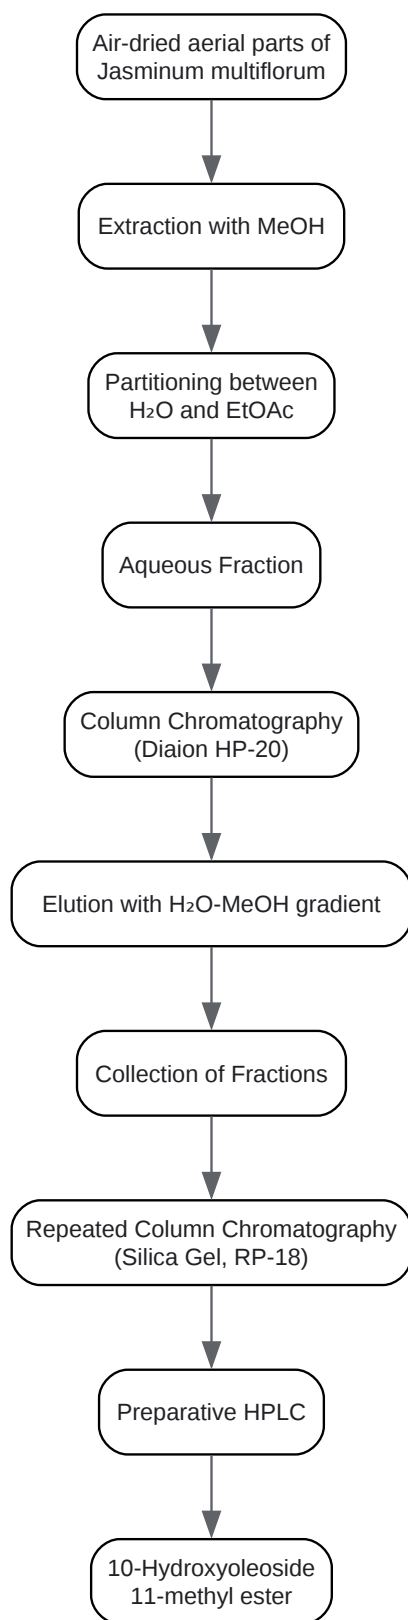 Air-dried aerial parts of
Jasminum multiflorum
Extraction with MeOH
Partitioning between
H₂O and EtOAc
Aqueous Fraction
Column Chromatography
(Diaion HP-20)
Elution with H₂O-MeOH gradient
Collection of Fractions
Repeated Column Chromatography
(Silica Gel, RP-18)
Preparative HPLC
10-Hydroxyoleoside
11-methyl ester